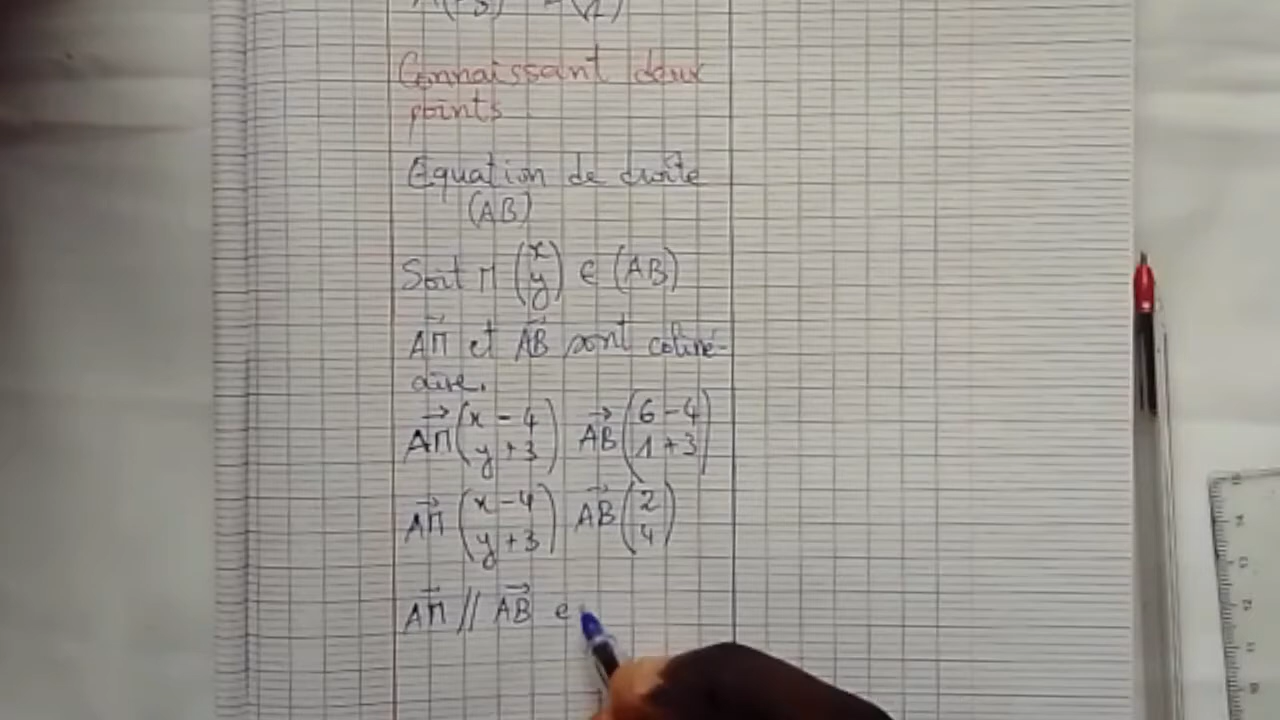 Connaissant deux
points
Equation de droite
(AB)
Soit M (x y) ∈ (AB)
AM et AB sont colinè-
aire.
AM (x - 4 y + 3) AB (6 - 4 1 + 3)
AM (x - 4 y + 3) AB (2 4)
AM // AB e